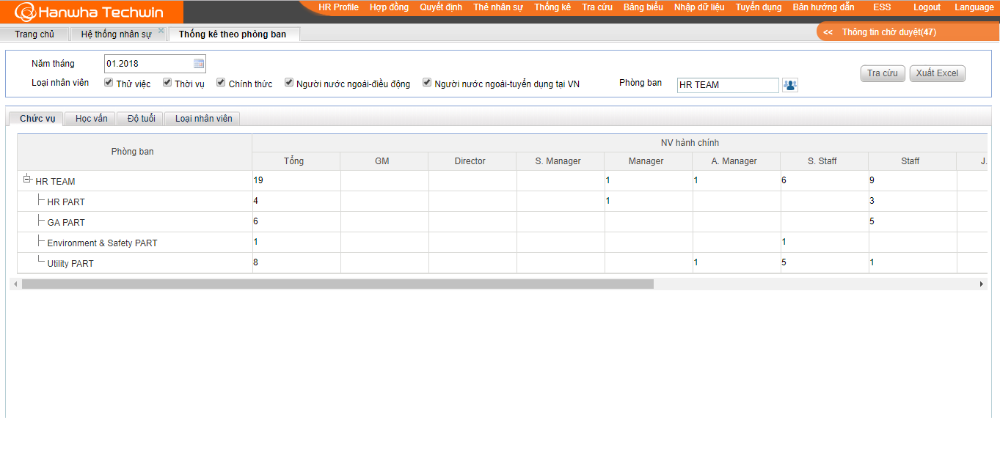 Hanwha Techwin
HR Profile Hợp đồng Quyết định Thẻ nhân sự Thống kê Tra cứu Bảng biểu Nhập dữ liệu Tuyển dụng Bản hướng dẫn ESS Logout Language
Trang chủ Hệ thống nhân sự Thống kê theo phòng ban << Thông tin chờ duyệt(47)
Năm tháng 01.2018
Loại nhân viên Thử việc Thời vụ Chính thức Người nước ngoài-điều động Người nước ngoài-tuyển dụng tại VN Phòng ban HR TEAM Tra cứu Xuất Excel
Chức vụ Học vấn Độ tuổi Loại nhân viên
Phòng ban NV hành chính
Tổng GM Director S. Manager Manager A. Manager S. Staff Staff J.
HR TEAM 19 1 1 6 9
HR PART 4 1 3
GA PART 6 5
Environment & Safety PART 1 1
Utility PART 8 1 5 1